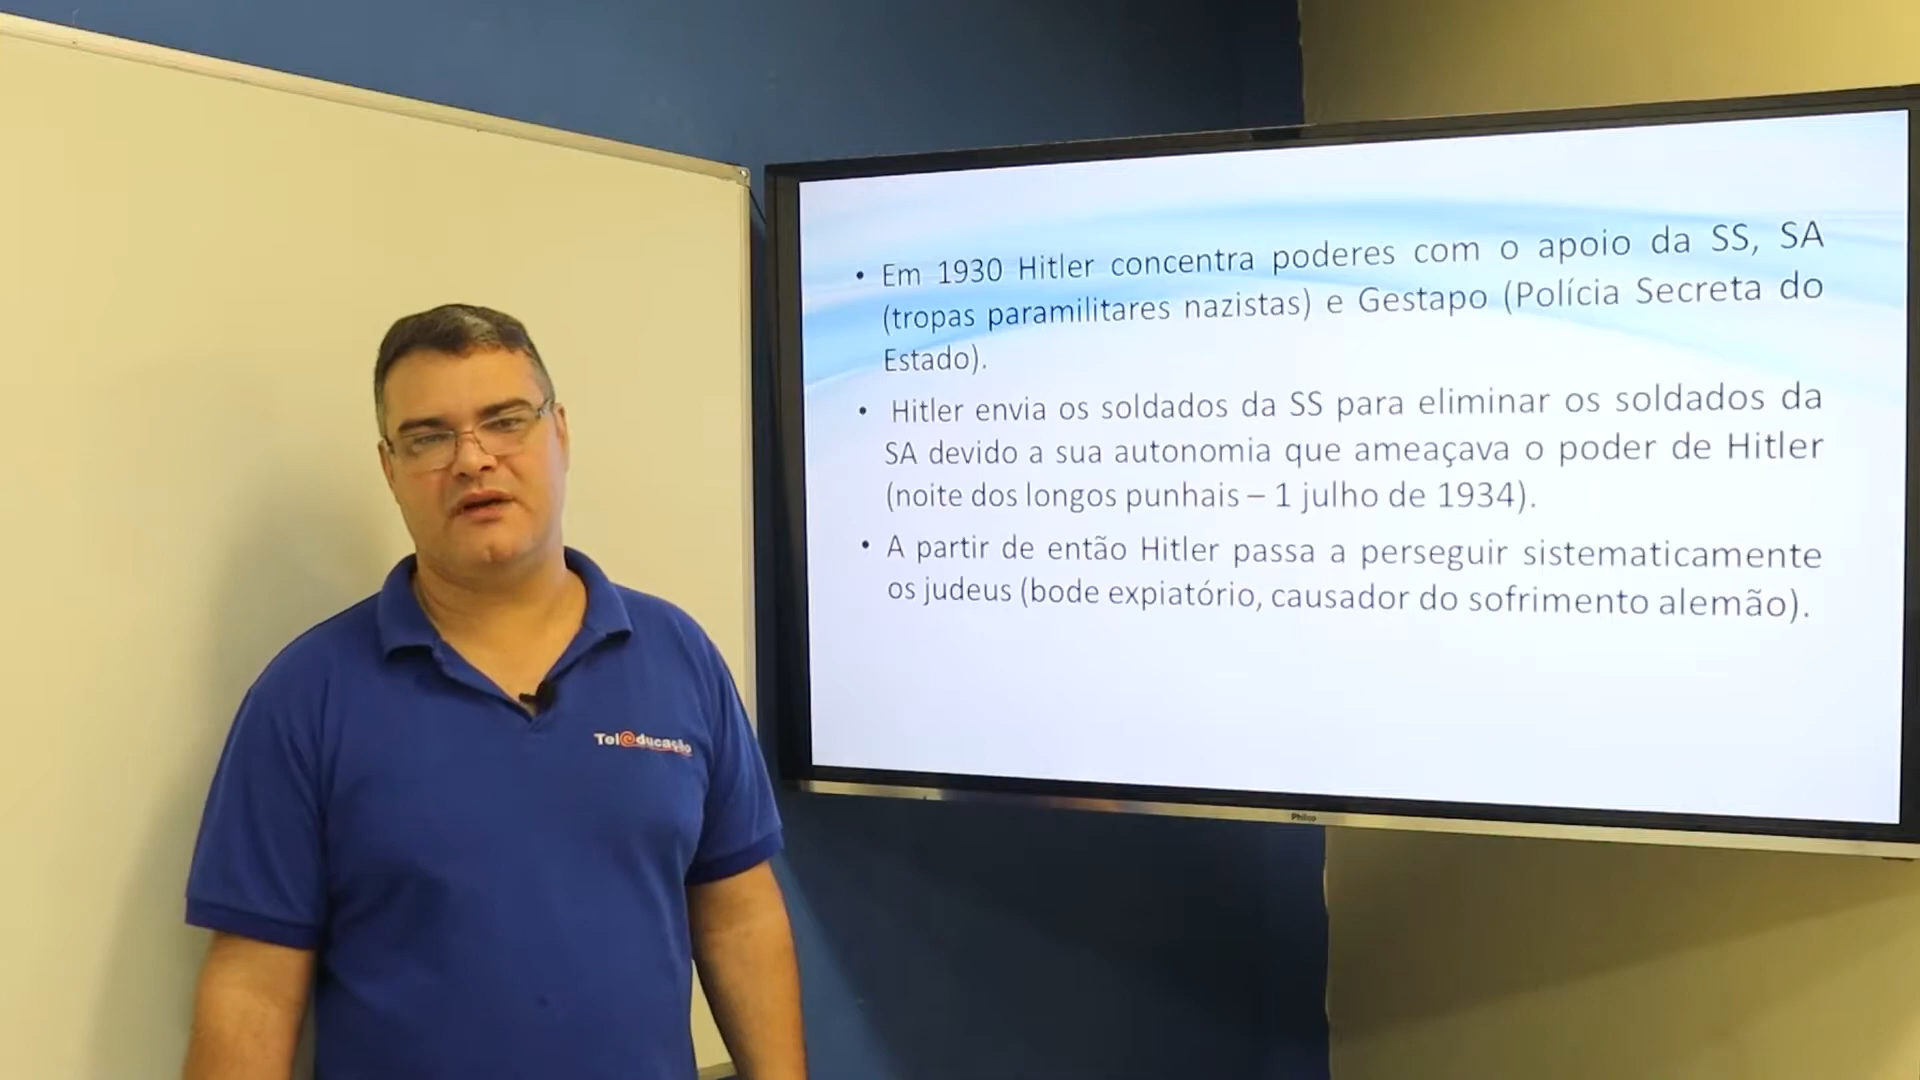 • Em 1930 Hitler concentra poderes com o apoio da SS, SA
(tropas paramilitares nazistas) e Gestapo (Polícia Secreta do
Estado).
• Hitler envia os soldados da SS para eliminar os soldados da
SA devido a sua autonomia que ameaçava o poder de Hitler
(noite dos longos punhais – 1 julho de 1934).
• A partir de então Hitler passa a perseguir sistematicamente
os judeus (bode expiatório, causador do sofrimento alemão).
Teleducação
Philco